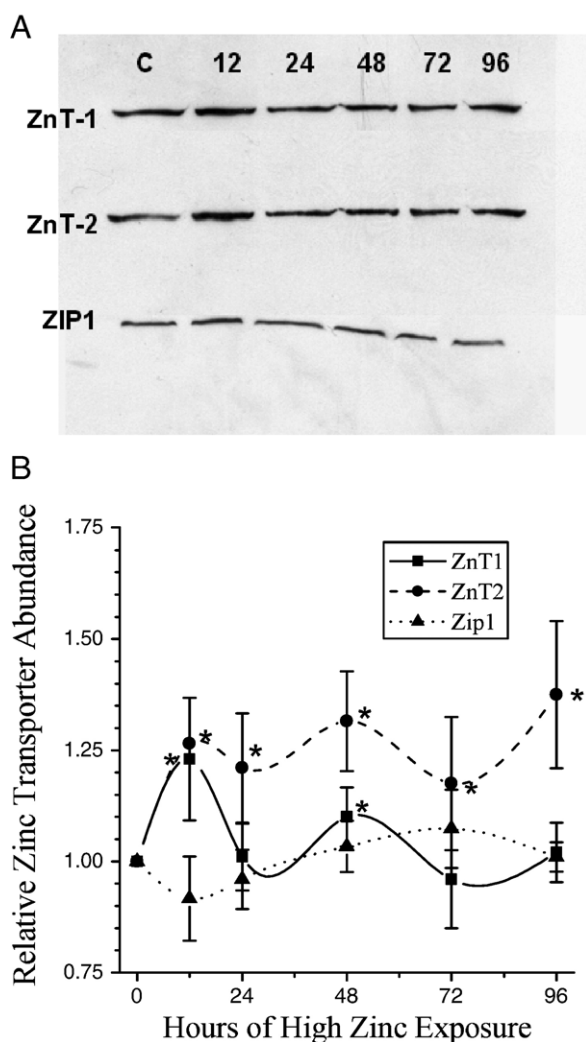 A
C 12 24 48 72 96
ZnT-1
ZnT-2
ZIP1
B
Relative Zinc Transporter Abundance
1.75
1.50
1.25
1.00
0.75
ZnT1
ZnT2
Zip1
* * * * * * *
0 24 48 72 96
Hours of High Zinc Exposure